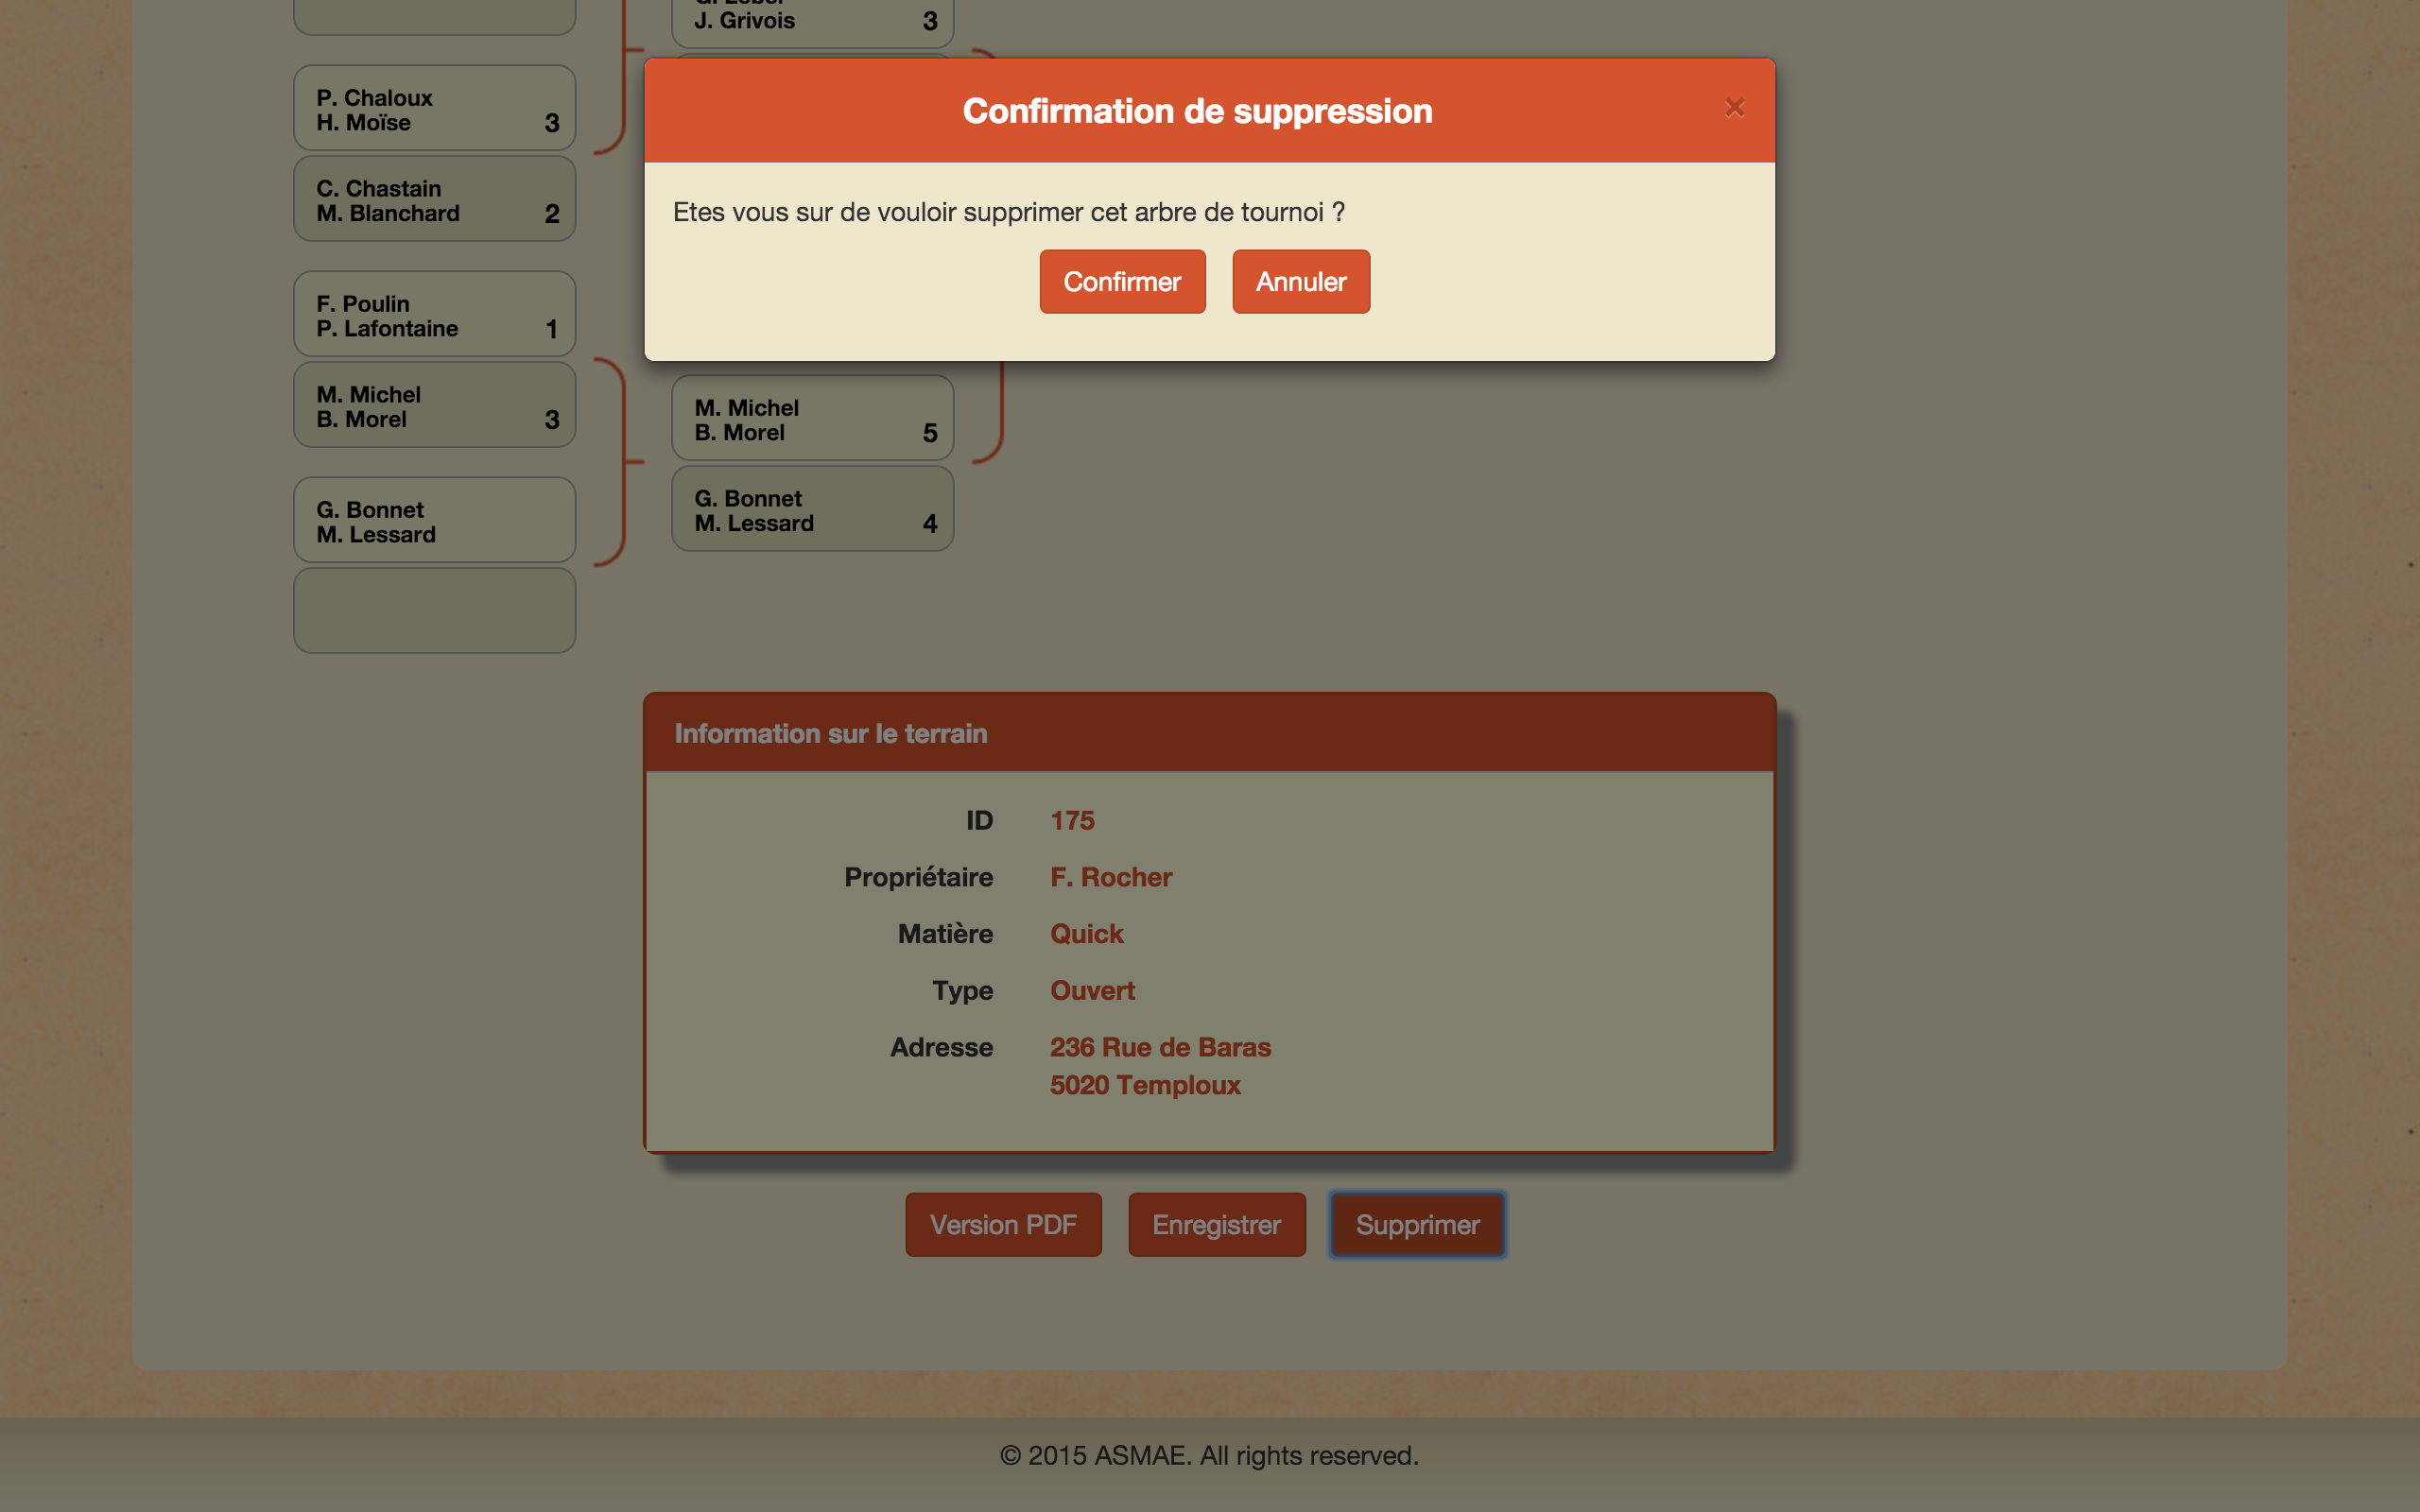 J. Grivois 3
P. Chaloux
H. Moïse 3
C. Chastain
M. Blanchard 2
F. Poulin
P. Lafontaine 1
M. Michel
B. Morel 3
G. Bonnet
M. Lessard
Confirmation de suppression ×
Etes vous sur de vouloir supprimer cet arbre de tournoi ?
Confirmer Annuler
M. Michel
B. Morel 5
G. Bonnet
M. Lessard 4
Information sur le terrain
ID 175
Propriétaire F. Rocher
Matière Quick
Type Ouvert
Adresse 236 Rue de Baras
5020 Temploux
Version PDF Enregistrer Supprimer
© 2015 ASMAE. All rights reserved.